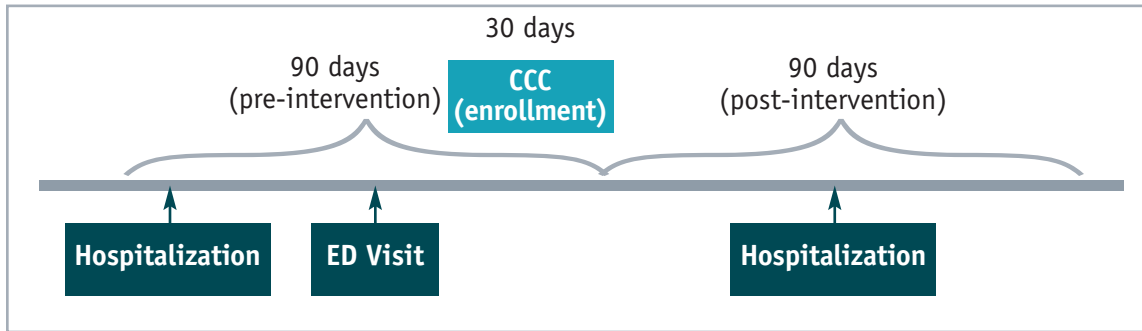 30 days
90 days
(pre-intervention)
CCC
(enrollment)
90 days
(post-intervention)
Hospitalization
ED Visit
Hospitalization